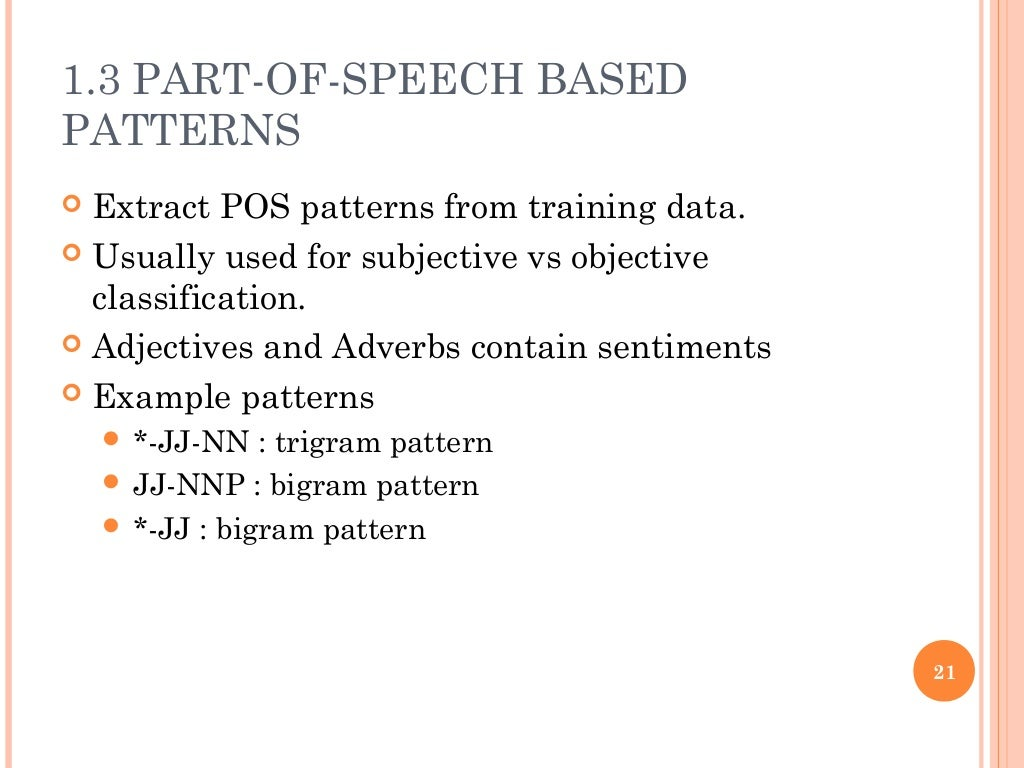 1.3 PART-OF-SPEECH BASED
PATTERNS
Extract POS patterns from training data.
Usually used for subjective vs objective
classification.
Adjectives and Adverbs contain sentiments
Example patterns
*-JJ-NN : trigram pattern
JJ-NNP : bigram pattern
*-JJ : bigram pattern
21